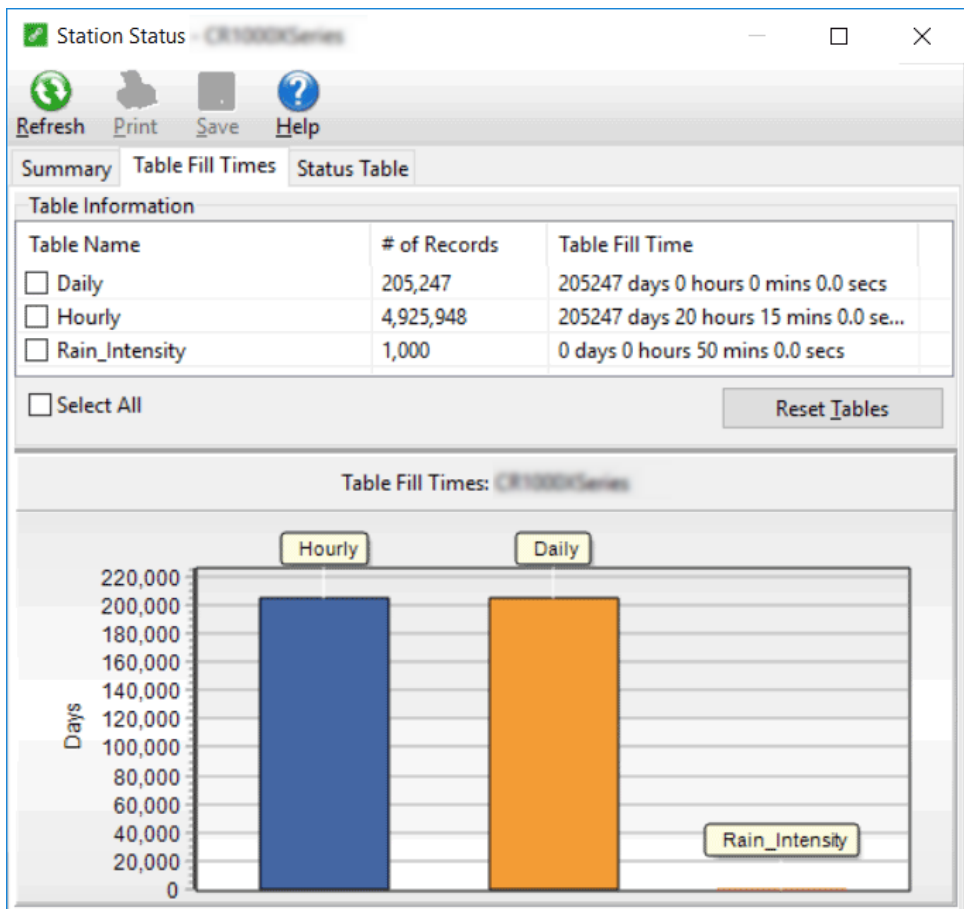 Station Status -
Refresh Print Save Help
Summary Table Fill Times Status Table
Table Information
Table Name # of Records Table Fill Time
Daily 205,247 205247 days 0 hours 0 mins 0.0 secs
Hourly 4,925,948 205247 days 20 hours 15 mins 0.0 se...
Rain_Intensity 1,000 0 days 0 hours 50 mins 0.0 secs
Select All Reset Tables
Table Fill Times:
Hourly Daily
220,000
200,000
180,000
160,000
140,000
120,000
100,000
80,000
60,000
40,000
20,000
0
Days
Rain_Intensity